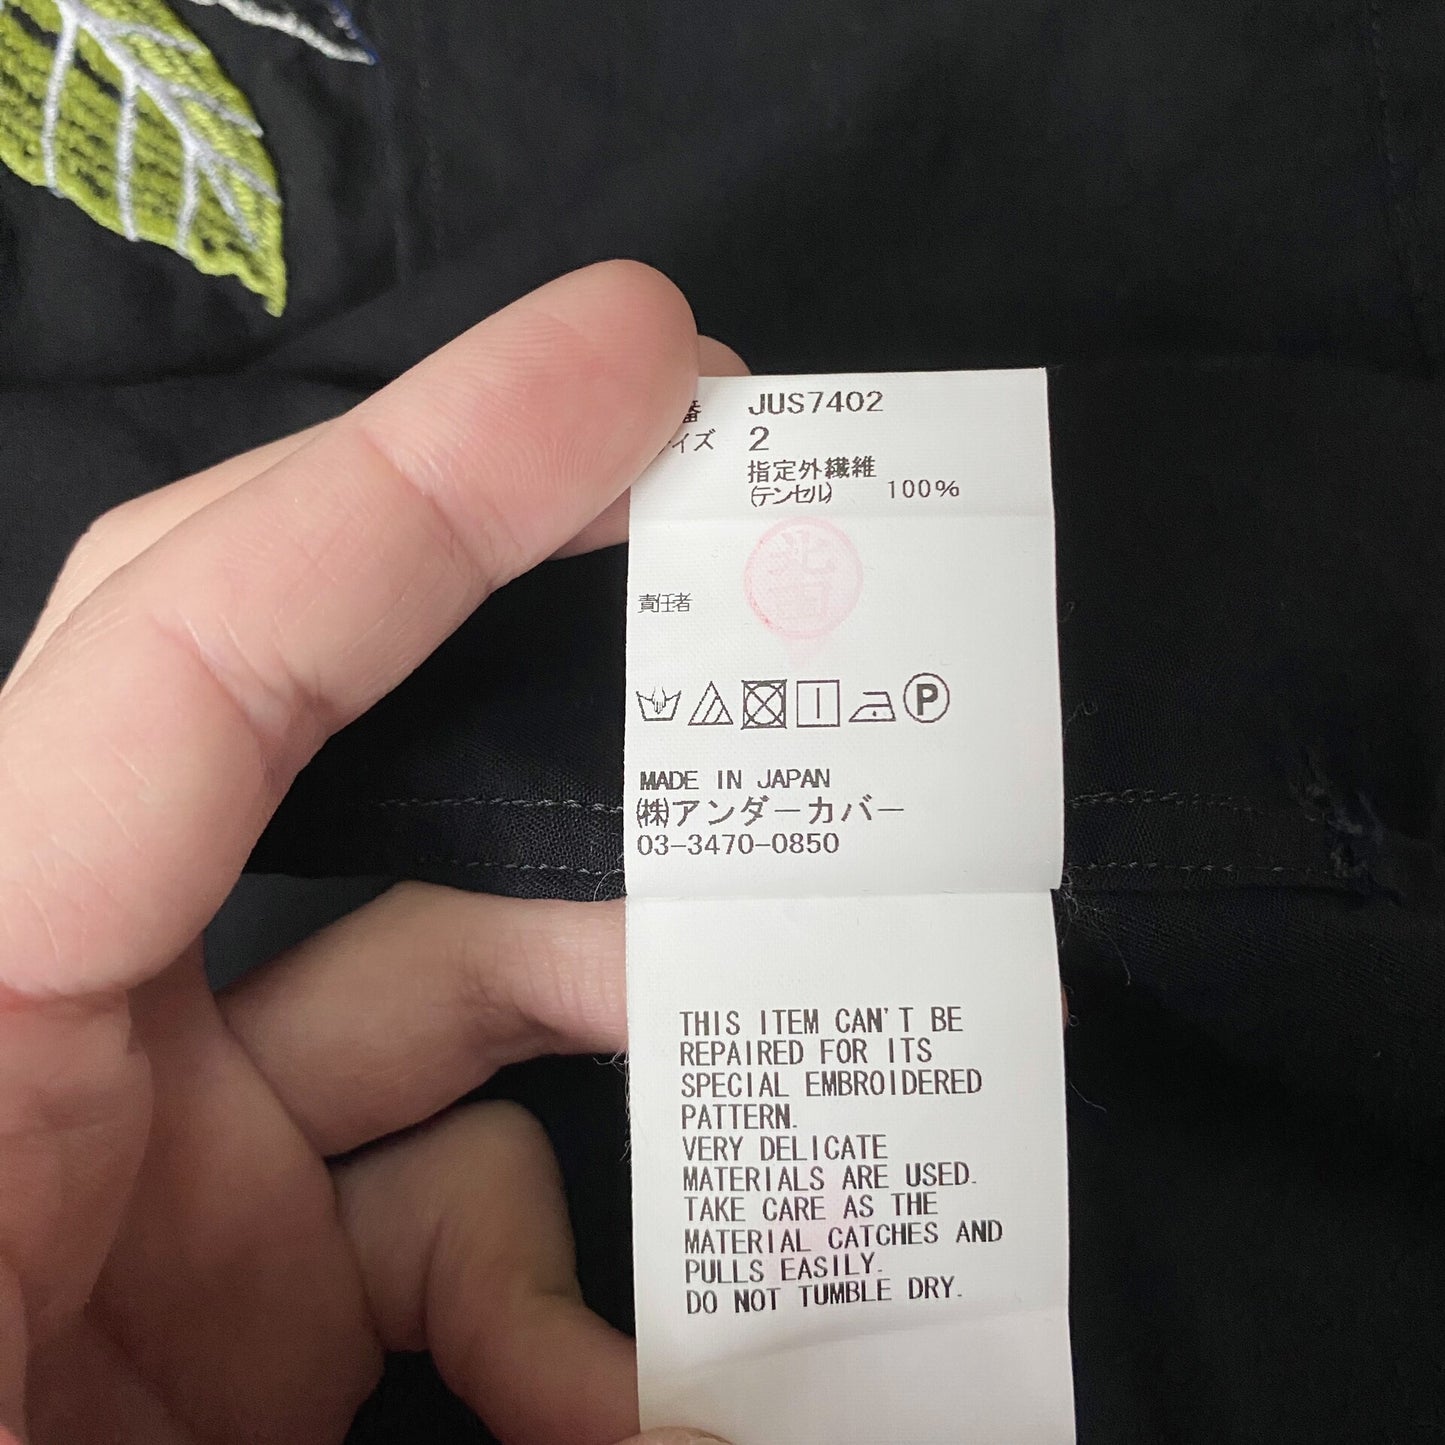 番 JUS7402
イズ 2
指定外繊維
(テンセル) 100%
責任者
P
MADE IN JAPAN
(株)アンダーカバー
03-3470-0850
THIS ITEM CAN'T BE
REPAIRED FOR ITS
SPECIAL EMBROIDERED
PATTERN.
VERY DELICATE
MATERIALS ARE USED.
TAKE CARE AS THE
MATERIAL CATCHES AND
PULLS EASILY.
DO NOT TUMBLE DRY.